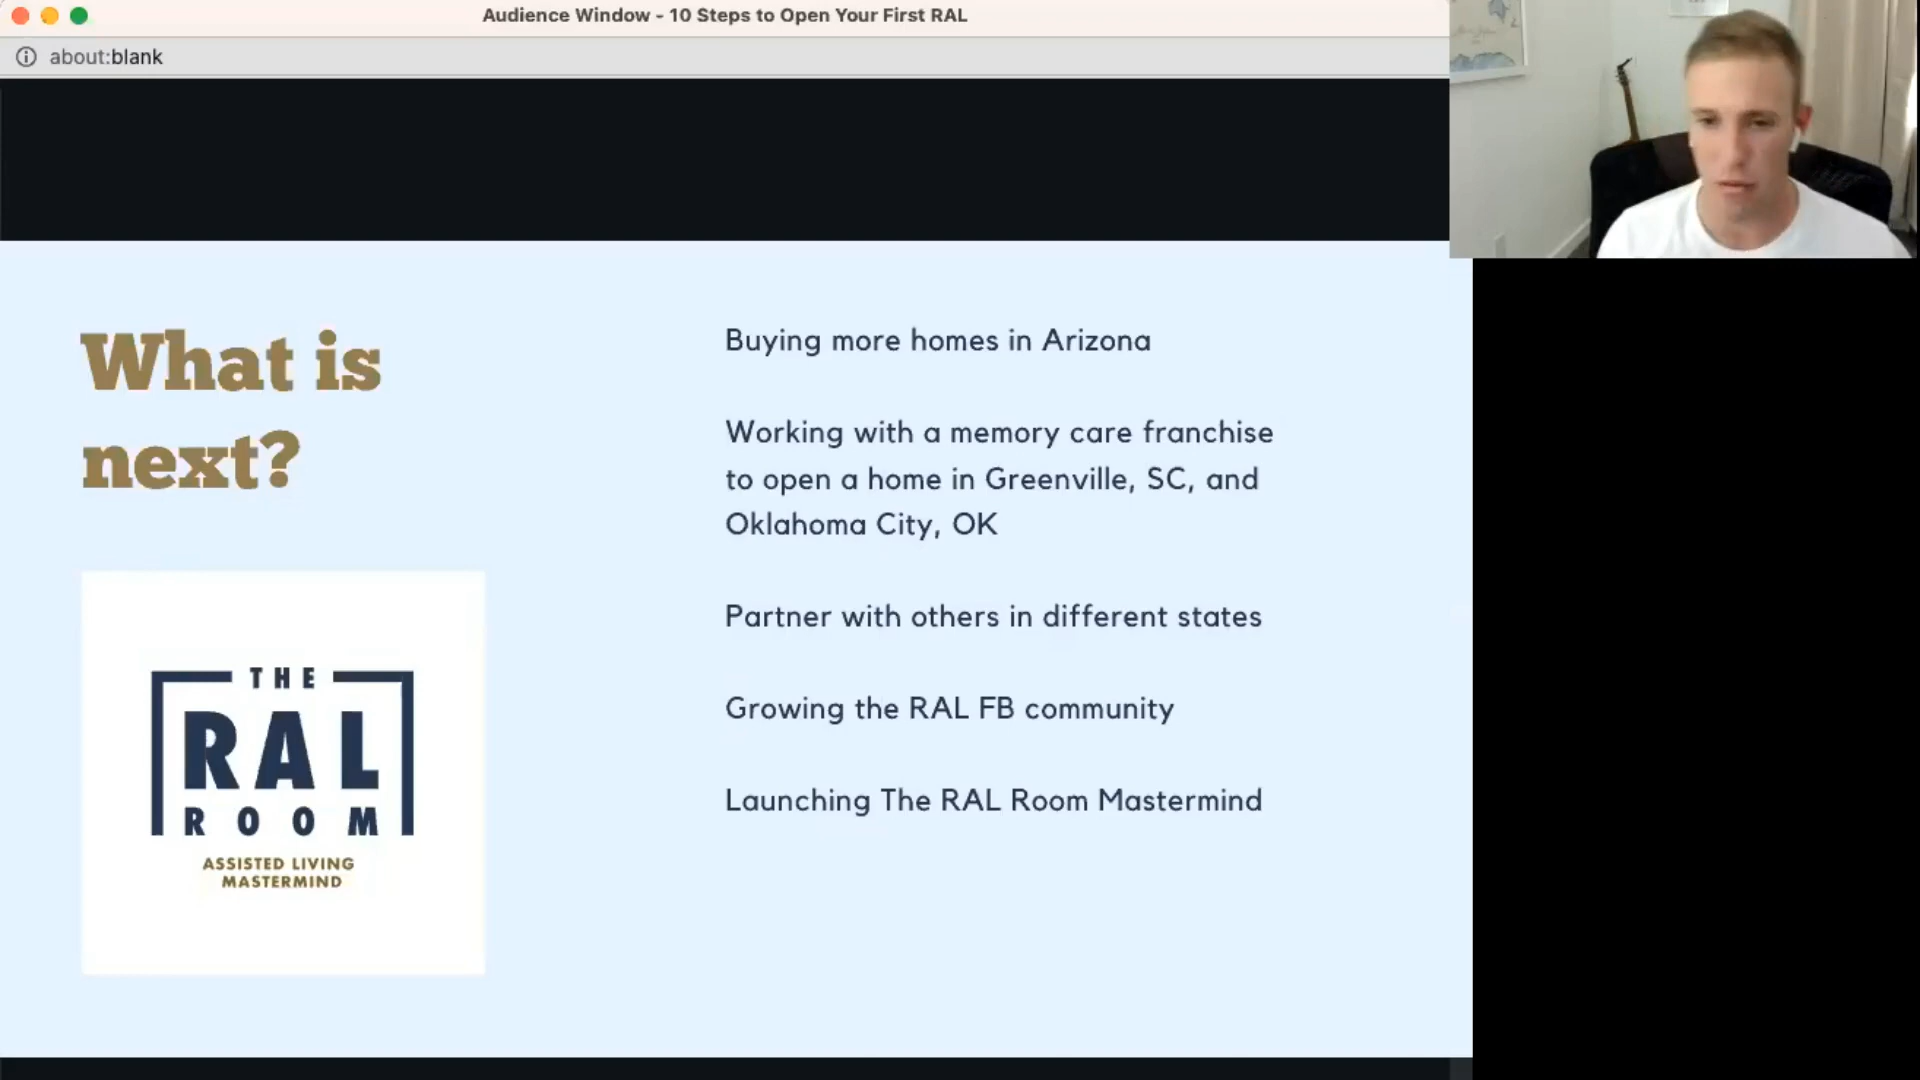 Audience Window - 10 Steps to Open Your First RAL
about:blank
What is
next?
THE
RAL
ROOM
ASSISTED LIVING
MASTERMIND
Buying more homes in Arizona
Working with a memory care franchise
to open a home in Greenville, SC, and
Oklahoma City, OK
Partner with others in different states
Growing the RAL FB community
Launching The RAL Room Mastermind